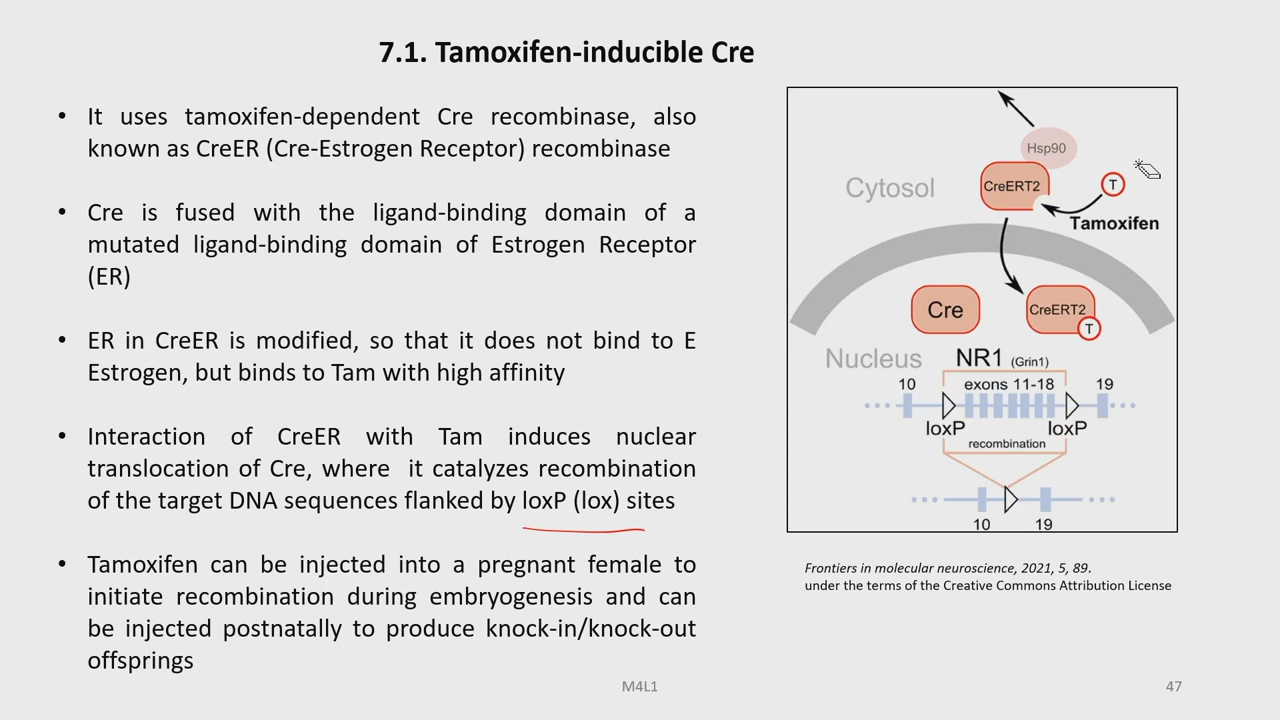 7.1. Tamoxifen-inducible Cre
• It uses tamoxifen-dependent Cre recombinase, also
known as CreER (Cre-Estrogen Receptor) recombinase
• Cre is fused with the ligand-binding domain of a
mutated ligand-binding domain of Estrogen Receptor
(ER)
• ER in CreER is modified, so that it does not bind to E
Estrogen, but binds to Tam with high affinity
• Interaction of CreER with Tam induces nuclear
translocation of Cre, where it catalyzes recombination
of the target DNA sequences flanked by loxP (lox) sites
• Tamoxifen can be injected into a pregnant female to
initiate recombination during embryogenesis and can
be injected postnatally to produce knock-in/knock-out
offsprings
Hsp90
Cytosol
CreERT2
T
Tamoxifen
Cre
CreERT2
T
Nucleus
NR1 (Grin1)
10 exons 11-18 19
loxP loxP
recombination
10 19
Frontiers in molecular neuroscience, 2021, 5, 89.
under the terms of the Creative Commons Attribution License
M4L1
47